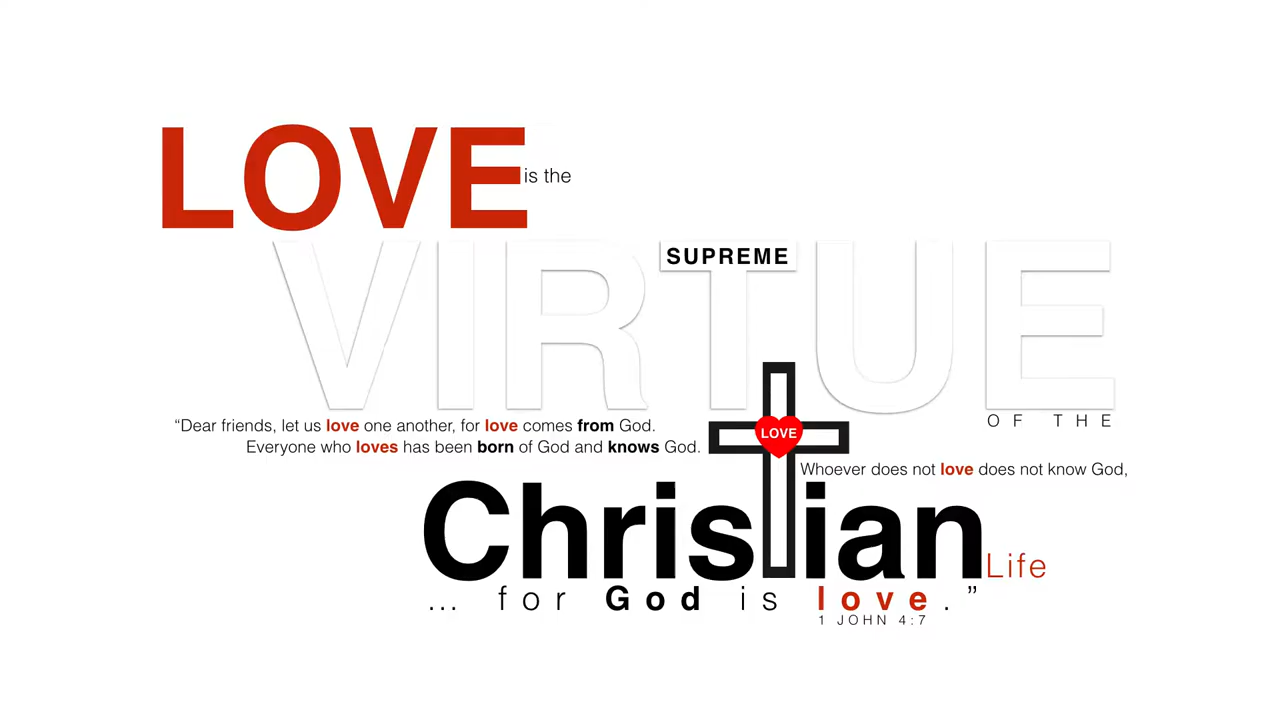 LOVE is the
SUPREME
VIRTUE
OF THE
“Dear friends, let us love one another, for love comes from God.
Everyone who loves has been born of God and knows God.
LOVE
Whoever does not love does not know God,
Christian Life
... for God is love.”
1 JOHN 4:7